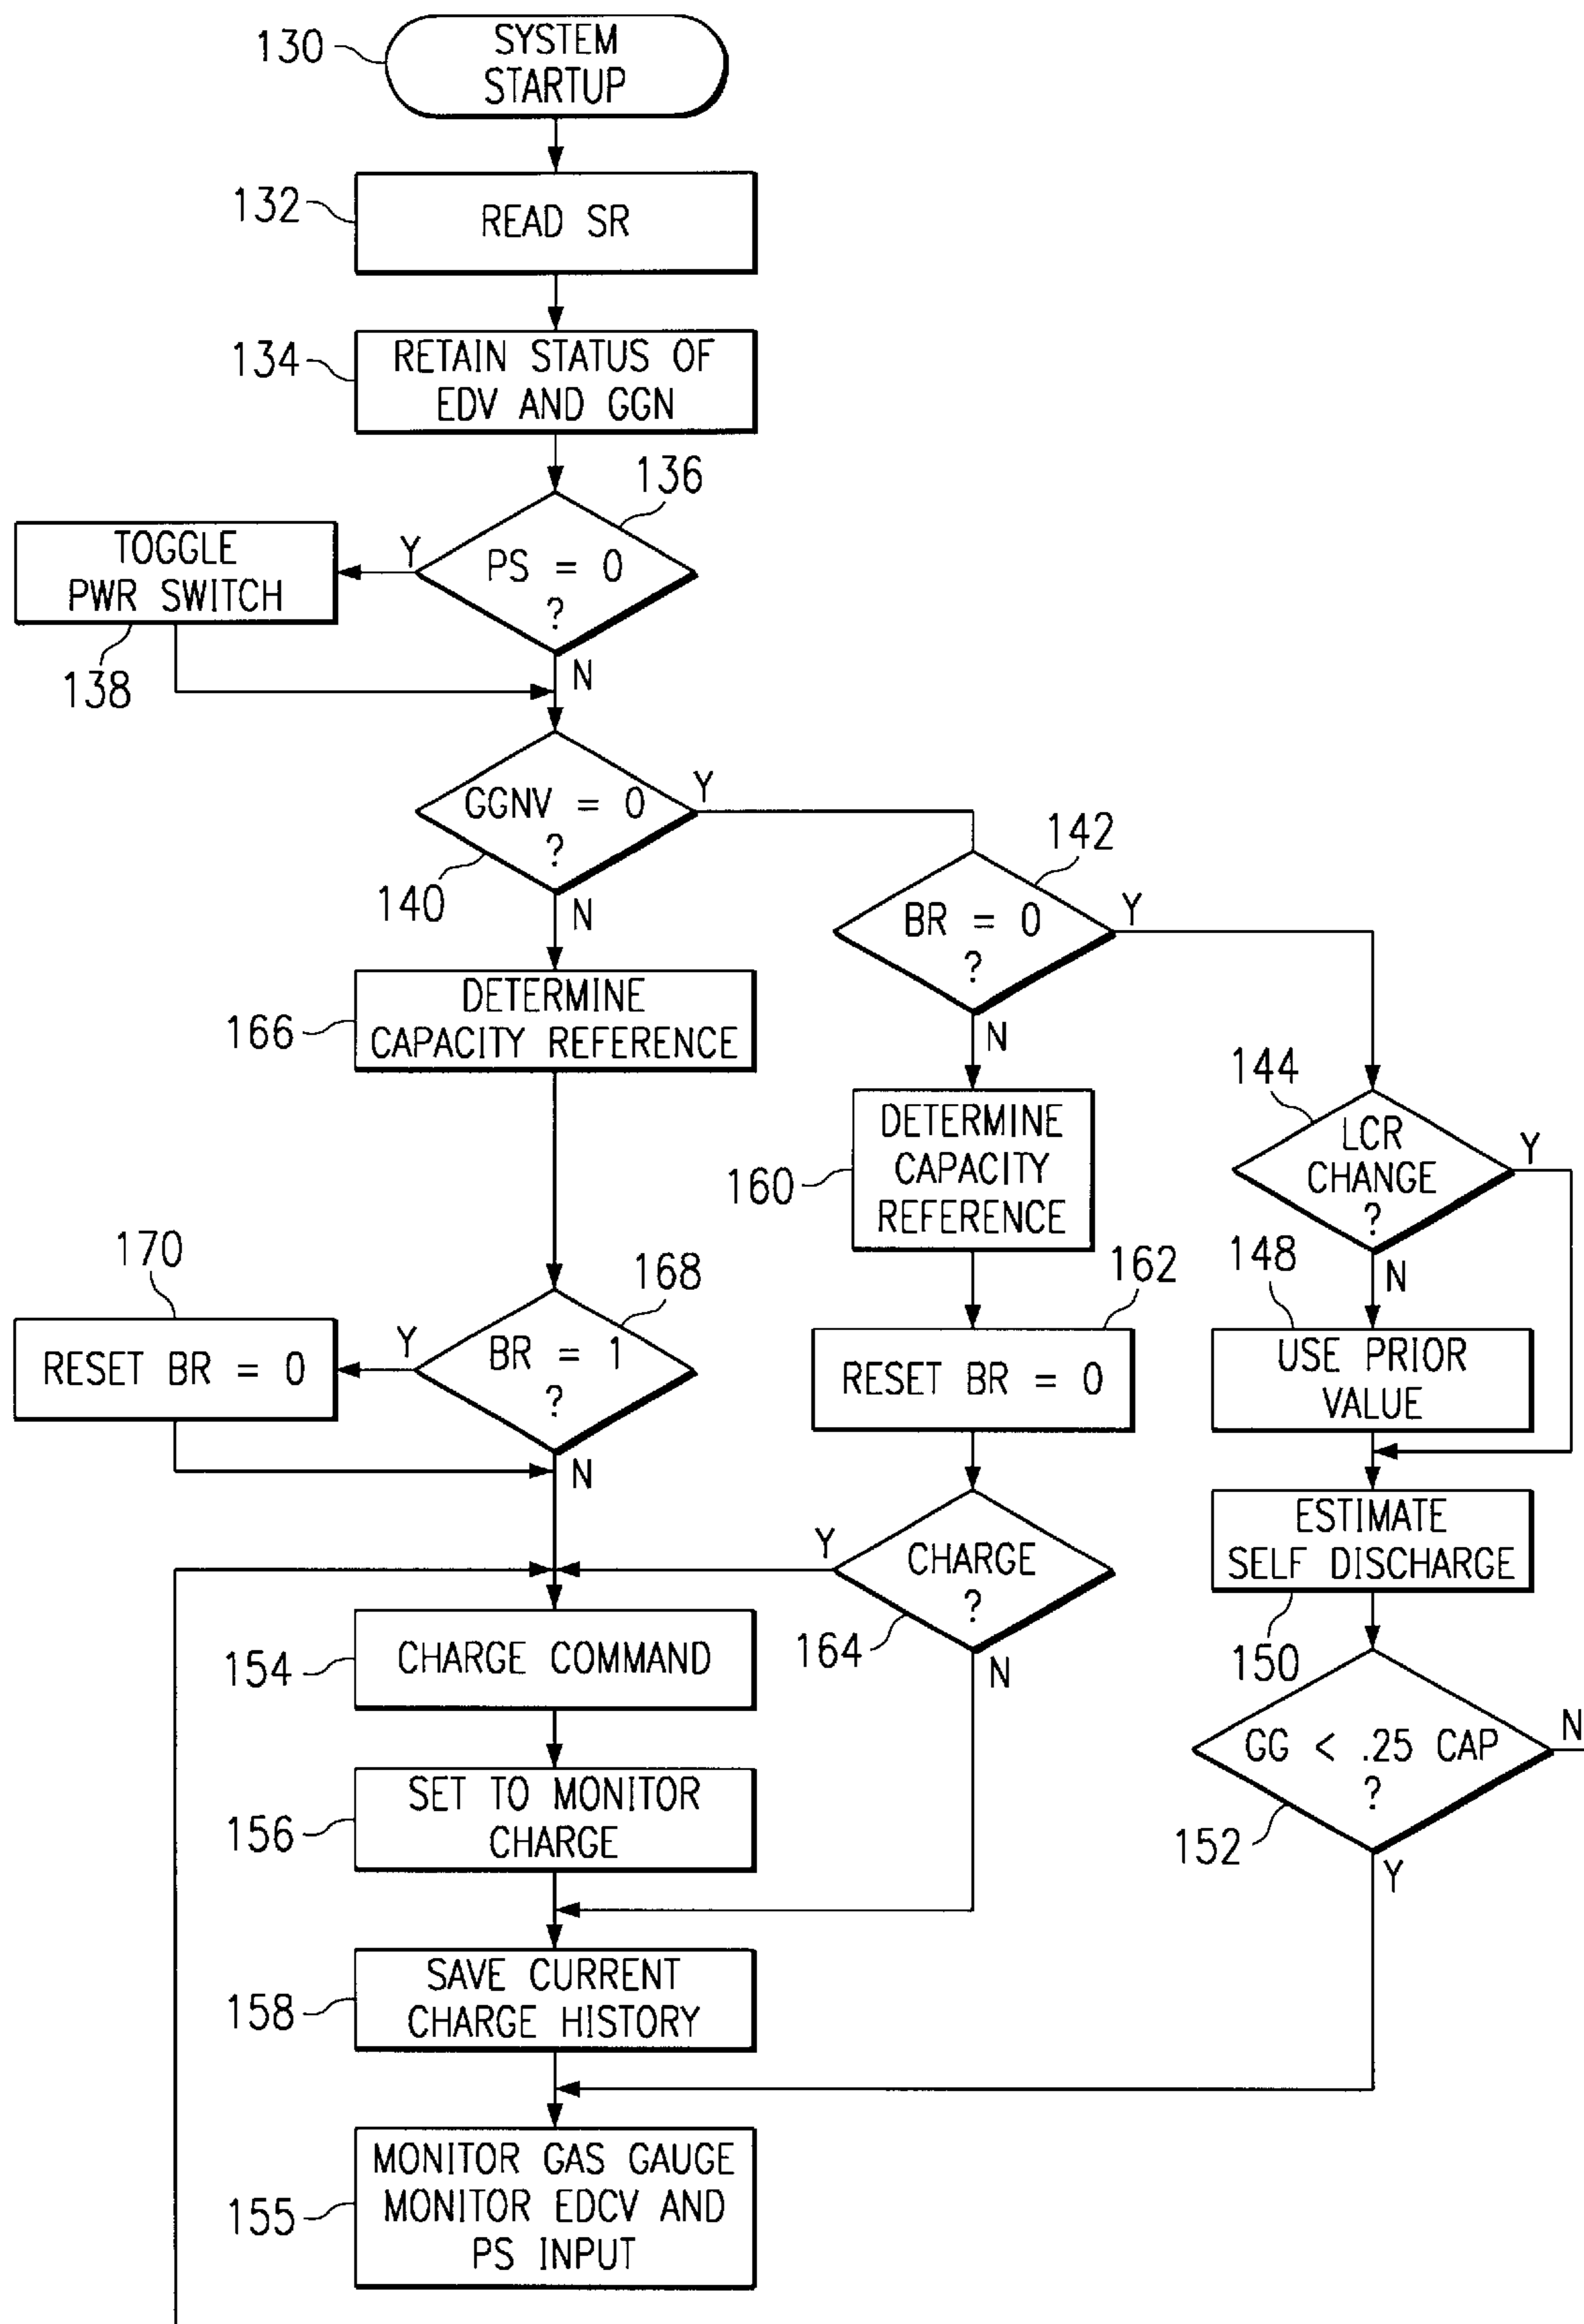 130
SYSTEM
STARTUP
132
READ SR
134
RETAIN STATUS OF
EDV AND GGN
136
PS = 0
?
Y
N
TOGGLE
PWR SWITCH
138
GGNV = 0
?
Y
N
140
142
BR = 0
?
Y
N
166
DETERMINE
CAPACITY REFERENCE
144
LCR
CHANGE
?
Y
N
160
DETERMINE
CAPACITY
REFERENCE
148
USE PRIOR
VALUE
170
RESET BR = 0
168
BR = 1
?
Y
N
162
RESET BR = 0
ESTIMATE
SELF DISCHARGE
150
CHARGE
?
Y
N
164
154
CHARGE COMMAND
GG < .25 CAP
?
N
Y
152
156
SET TO MONITOR
CHARGE
158
SAVE CURRENT
CHARGE HISTORY
155
MONITOR GAS GAUGE
MONITOR EDCV AND
PS INPUT